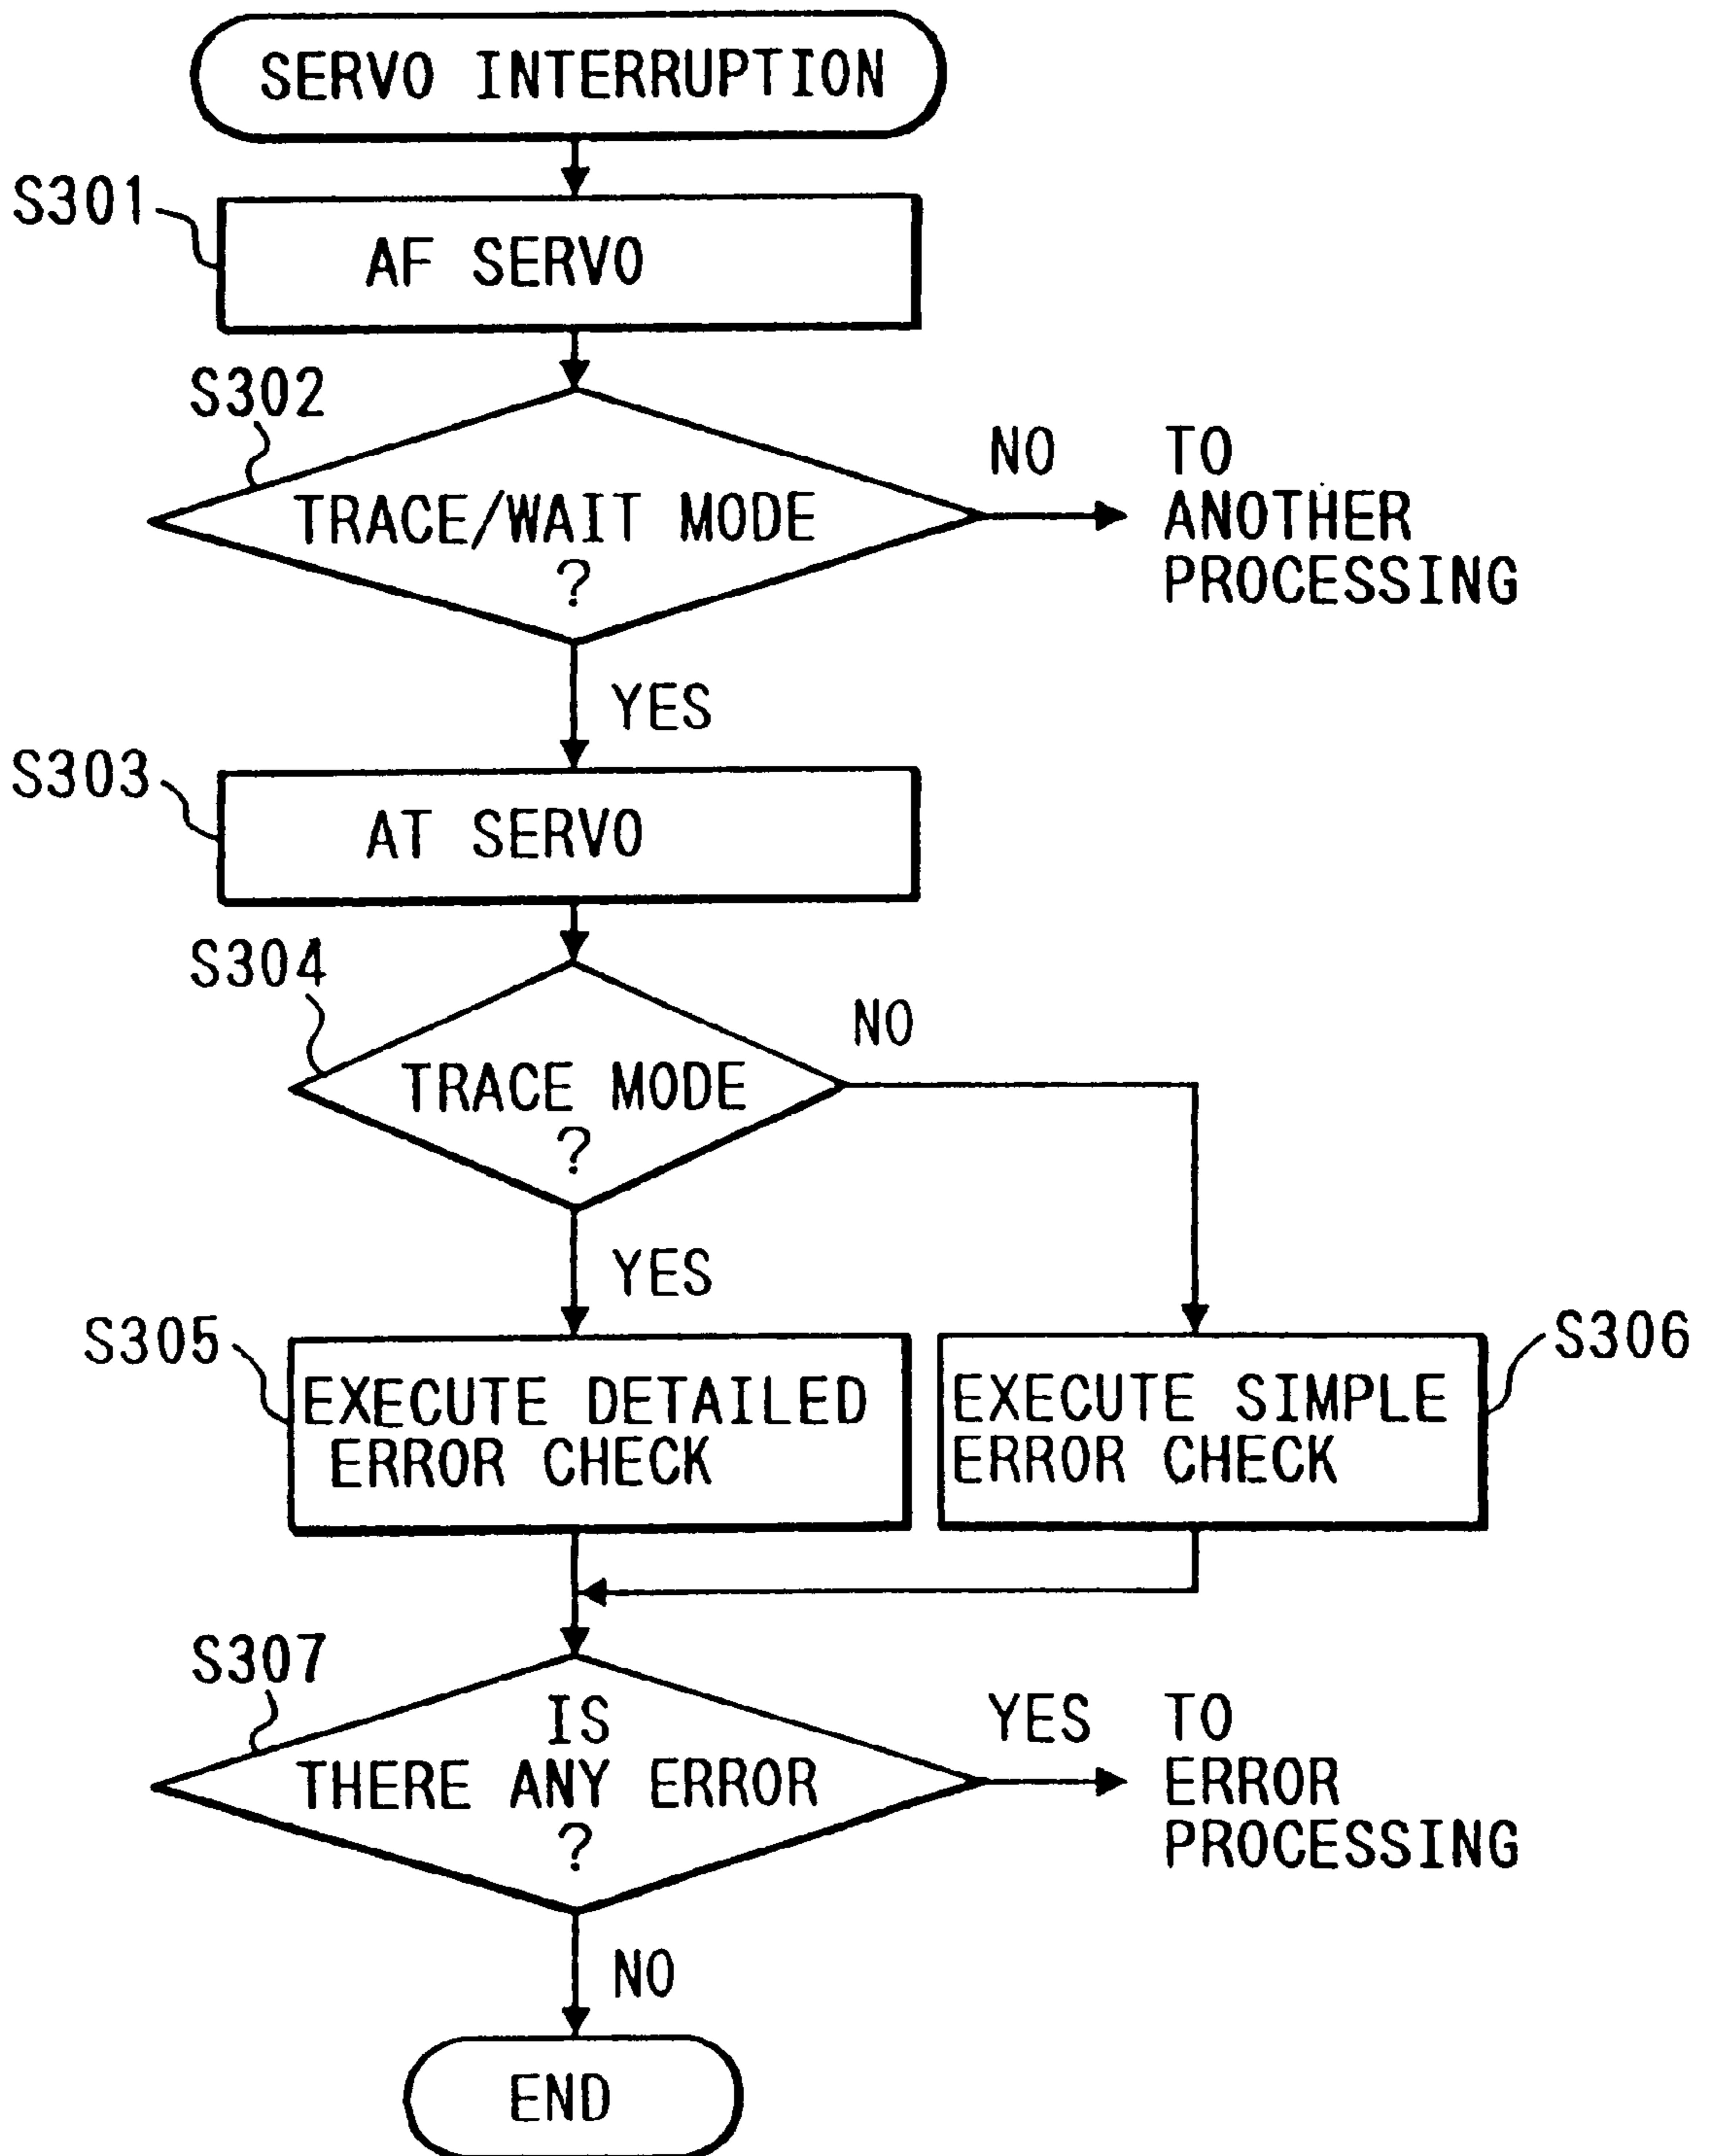 SERVO INTERRUPTION
S301
AF SERVO
S302
TRACE/WAIT MODE
?
NO
TO
ANOTHER
PROCESSING
YES
S303
AT SERVO
S304
TRACE MODE
?
NO
YES
S305
EXECUTE DETAILED
ERROR CHECK
EXECUTE SIMPLE
ERROR CHECK
S306
S307
IS
THERE ANY ERROR
?
YES
TO
ERROR
PROCESSING
NO
END